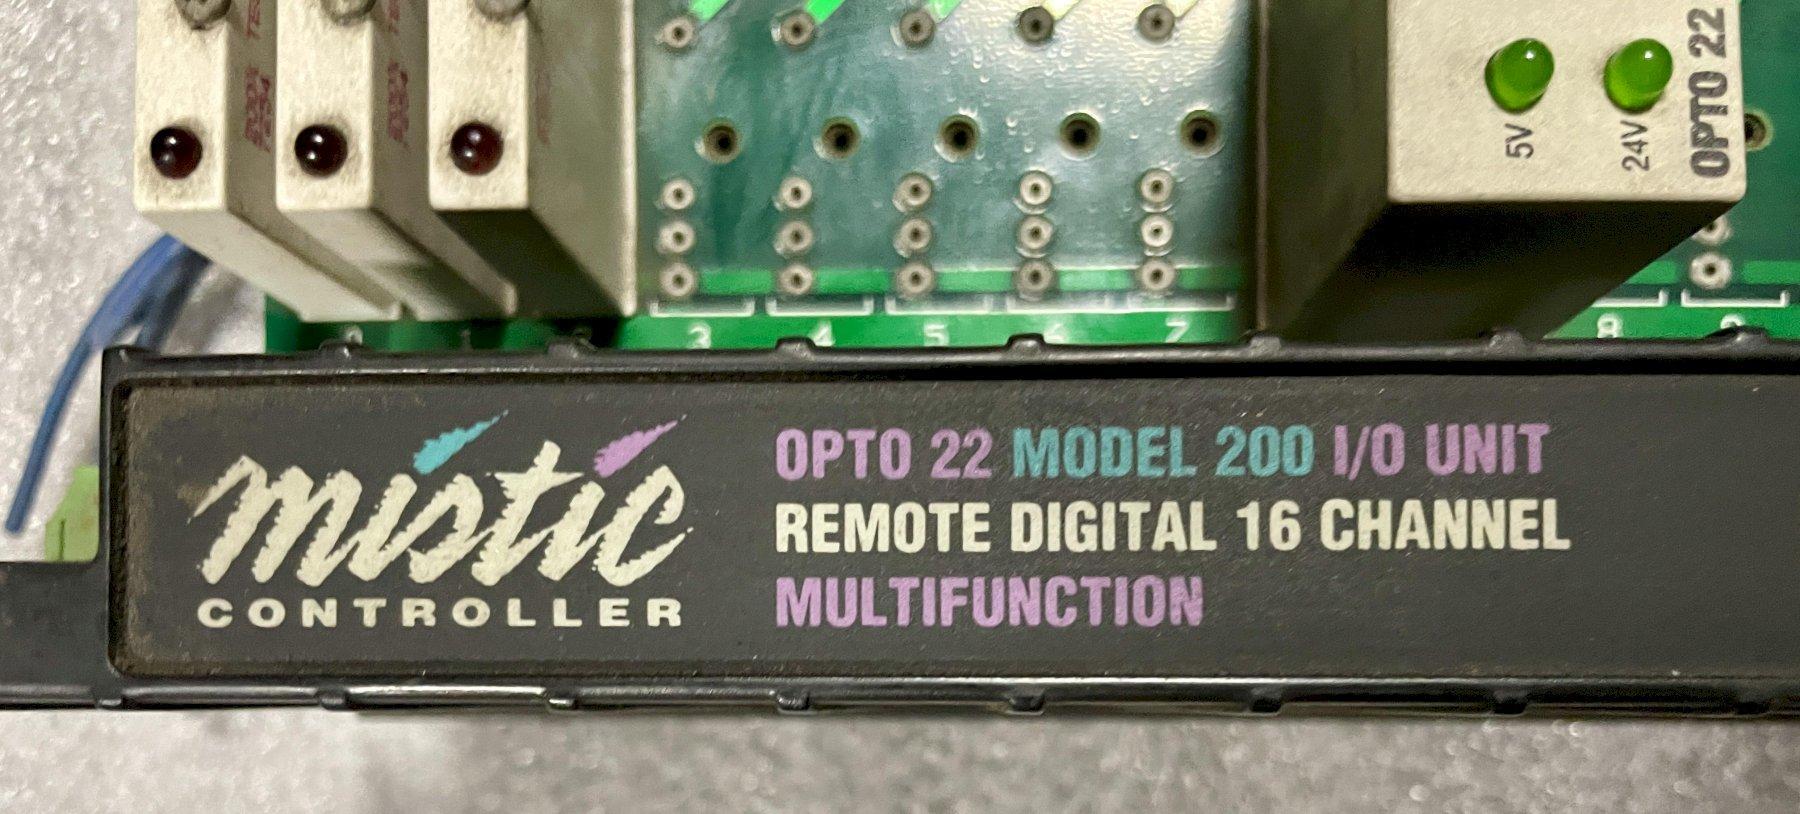 5V
24V
OPTO 22
3 4 5 6 7 8 9
mistic
CONTROLLER
OPTO 22 MODEL 200 I/O UNIT
REMOTE DIGITAL 16 CHANNEL
MULTIFUNCTION